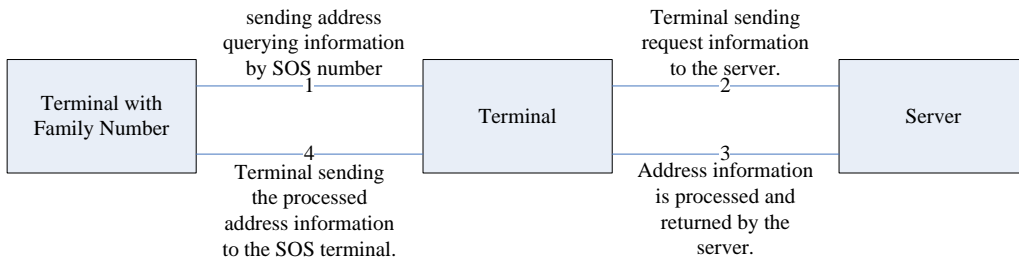 sending address
querying information
by SOS number
1
Terminal sending
request information
to the server.
2
Terminal with
Family Number
Terminal
Server
4
Terminal sending
the processed
address information
to the SOS terminal.
3
Address information
is processed and
returned by the
server.